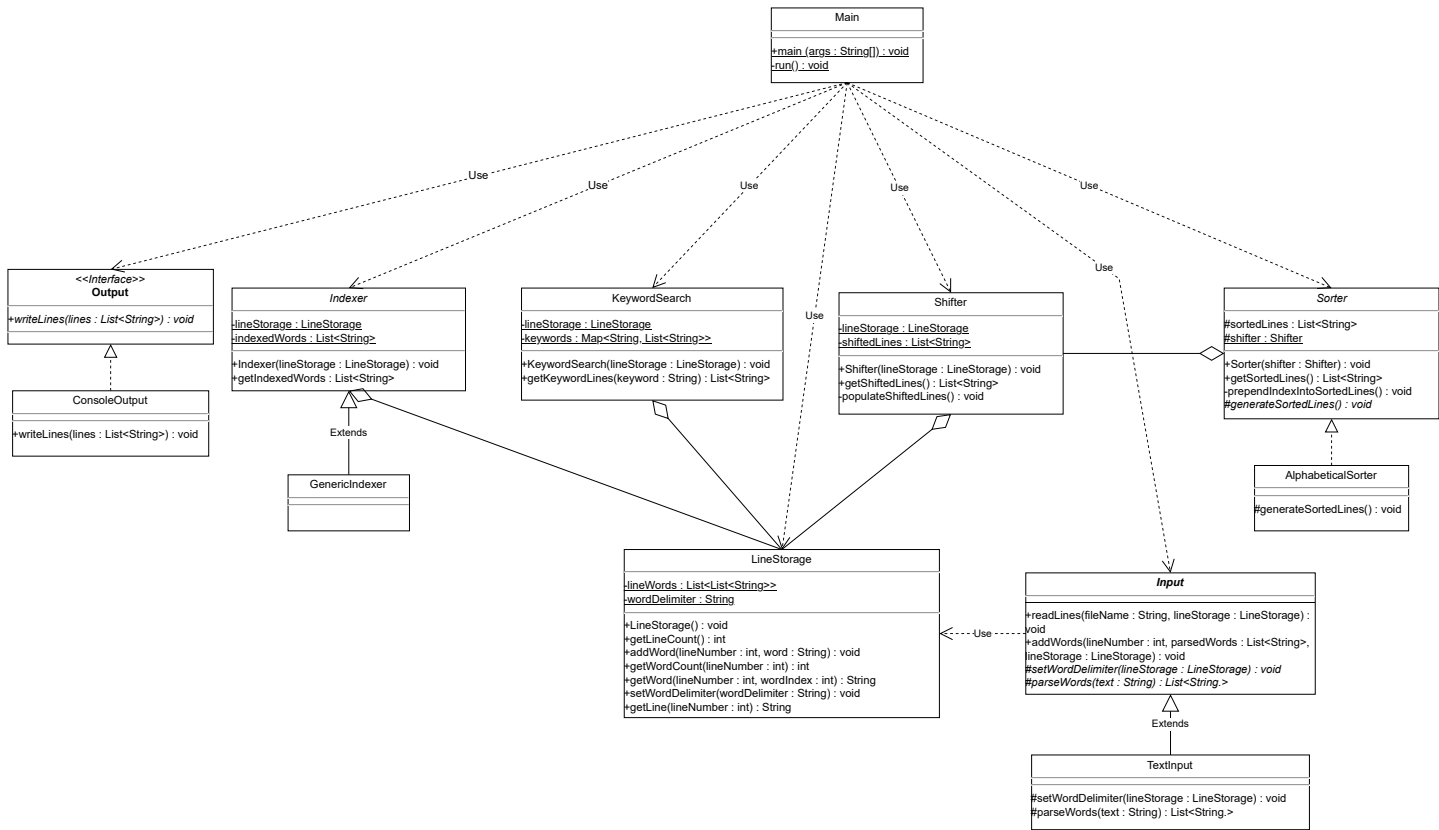 Main
+main (args : String[]) : void
-run() : void
Use
Use
Use
Use
Use
Use
Use
<<Interface>>
Output
+writeLines(lines : List<String>) : void
ConsoleOutput
+writeLines(lines : List<String>) : void
Indexer
-lineStorage : LineStorage
-indexedWords : List<String>
+Indexer(lineStorage : LineStorage) : void
+getIndexedWords : List<String>
Extends
GenericIndexer
KeywordSearch
-lineStorage : LineStorage
-keywords : Map<String, List<String>>
+KeywordSearch(lineStorage : LineStorage) : void
+getKeywordLines(keyword : String) : List<String>
Shifter
-lineStorage : LineStorage
-shiftedLines : List<String>
+Shifter(lineStorage : LineStorage) : void
+getShiftedLines() : List<String>
-populateShiftedLines() : void
Sorter
#sortedLines : List<String>
#shifter : Shifter
+Sorter(shifter : Shifter) : void
+getSortedLines() : List<String>
-prependIndexIntoSortedLines() : void
#generateSortedLines() : void
AlphabeticalSorter
#generateSortedLines() : void
LineStorage
-lineWords : List<List<String>>
-wordDelimiter : String
+LineStorage() : void
+getLineCount() : int
+addWord(lineNumber : int, word : String) : void
+getWordCount(lineNumber : int) : int
+getWord(lineNumber : int, wordIndex : int) : String
+setWordDelimiter(wordDelimiter : String) : void
+getLine(lineNumber : int) : String
Use
Input
+readLines(fileName : String, lineStorage : LineStorage) :
void
+addWords(lineNumber : int, parsedWords : List<String>,
lineStorage : LineStorage) : void
#setWordDelimiter(lineStorage : LineStorage) : void
#parseWords(text : String) : List<String.>
Extends
TextInput
#setWordDelimiter(lineStorage : LineStorage) : void
#parseWords(text : String) : List<String.>